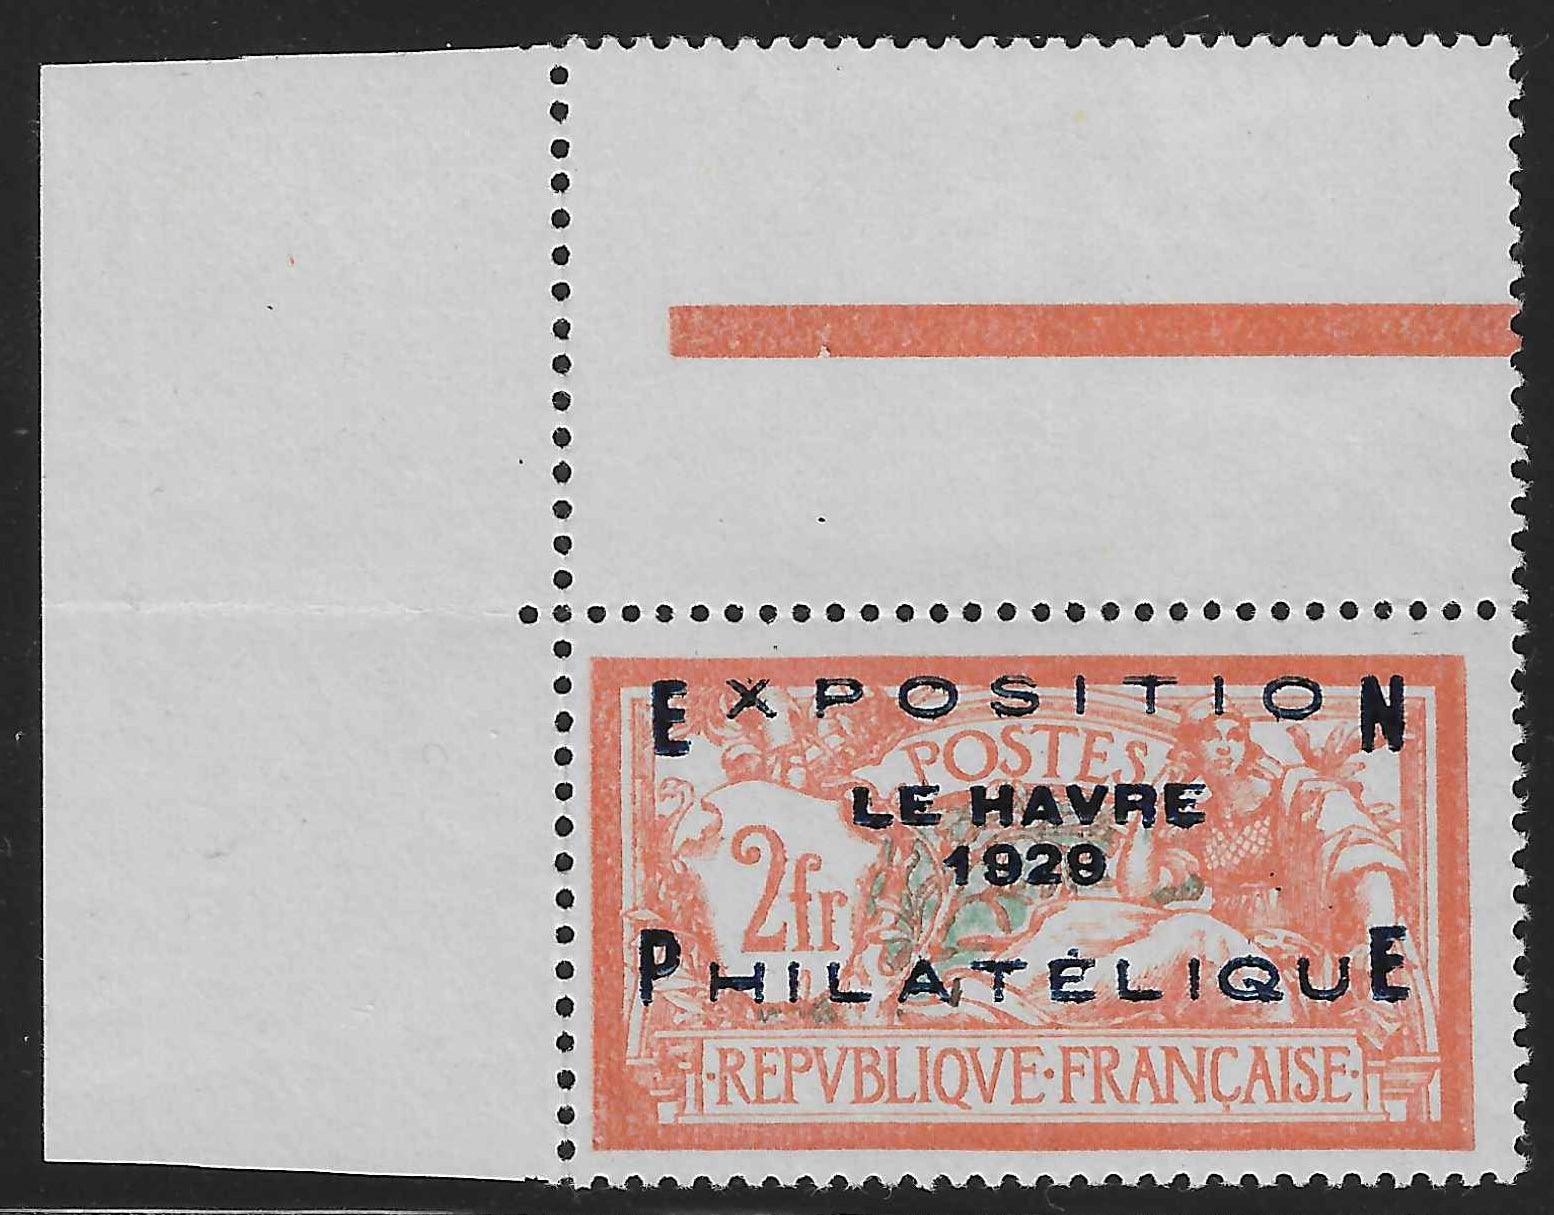 EXPOSITION
POSTES
LE HAVRE
1929
2fr
PHILATÉLIQUE
·REPVBLIQVE·FRANÇAISE·